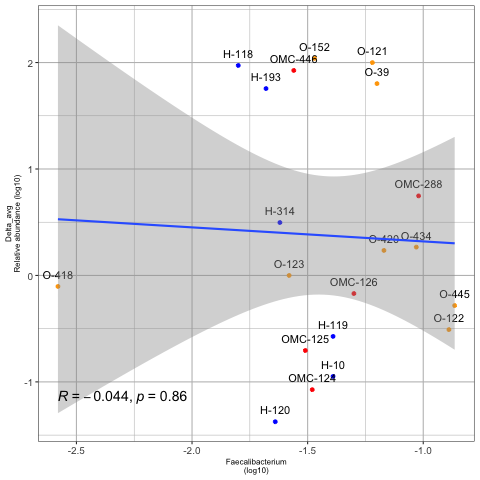 O-152
H-118
O-121
OMC-446
O-39
H-193
OMC-288
H-314
O-420
O-434
O-123
O-418
OMC-126
O-445
O-122
H-119
OMC-125
H-10
OMC-124
H-120
R = −0.044, p = 0.86
2
1
0
-1
-2.5
-2.0
-1.5
-1.0
Delta_avg
Relative abundance (log10)
Faecalibacterium
(log10)